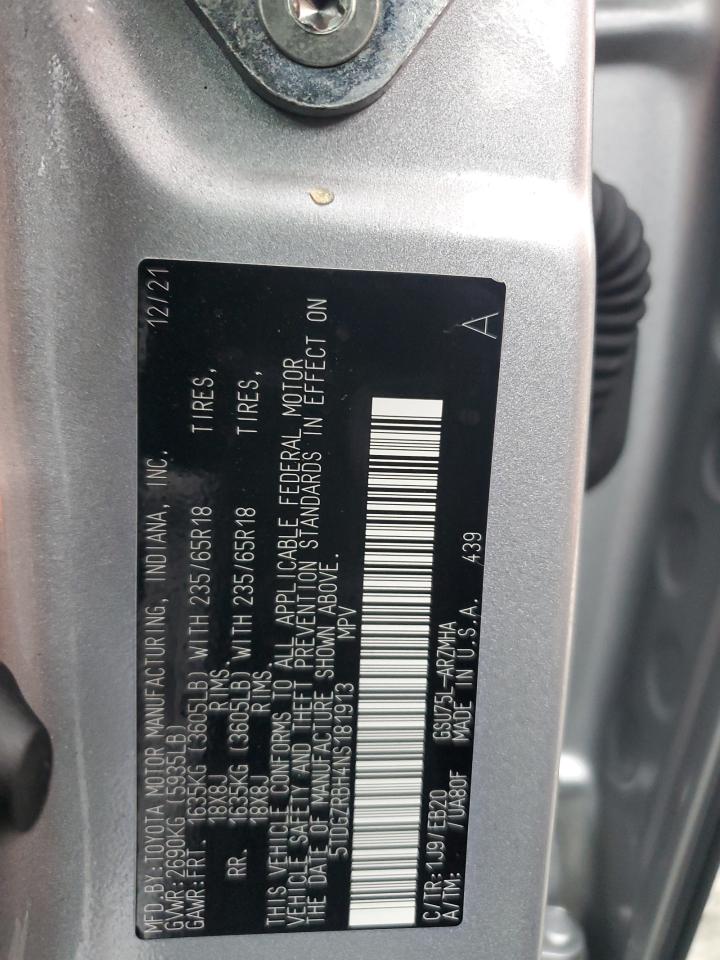 MFD.BY:TOYOTA MOTOR MANUFACTURING, INDIANA, INC. 12/21
GVWR:2690KG (5935LB)
GAWR:FRT. 1635KG (3605LB) WITH 235/65R18 TIRES,
18X8J RIMS.
RR. 1635KG (3605LB) WITH 235/65R18 TIRES,
18X8J RIMS.
THIS VEHICLE CONFORMS TO ALL APPLICABLE FEDERAL MOTOR
VEHICLE SAFETY AND THEFT PREVENTION STANDARDS IN EFFECT ON
THE DATE OF MANUFACTURE SHOWN ABOVE.
5TDGZRBH4NS181913 MPV
C/TR:1J9/EB20 GSU75L-ARZMHA
A/TM: /UA80F MADE IN U.S.A. 439 A